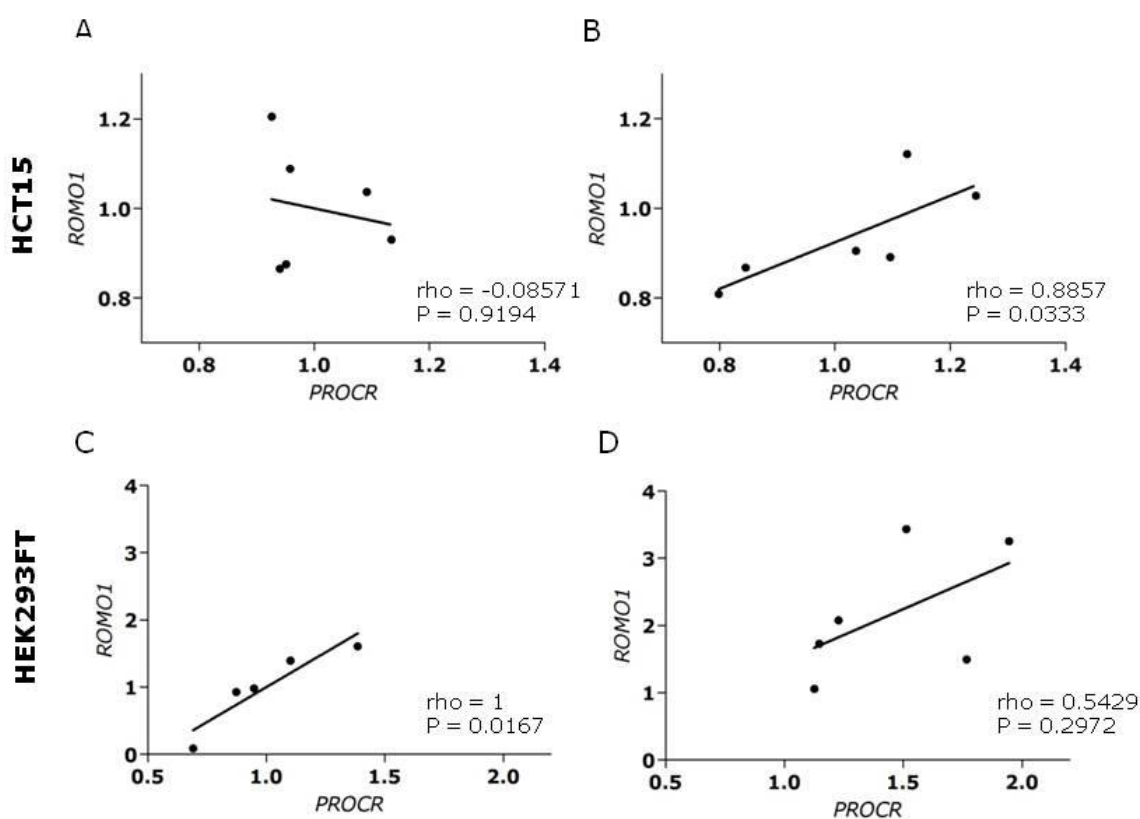 A
B
HCT15
ROMO1
1.2
1.0
0.8
rho = -0.08571
P = 0.9194
0.8 1.0 1.2 1.4
PROCR
ROMO1
1.2
1.0
0.8
rho = 0.8857
P = 0.0333
0.8 1.0 1.2 1.4
PROCR
C
D
HEK293FT
ROMO1
4
3
2
1
0
rho = 1
P = 0.0167
0.5 1.0 1.5 2.0
PROCR
ROMO1
4
3
2
1
0
rho = 0.5429
P = 0.2972
0.5 1.0 1.5 2.0
PROCR